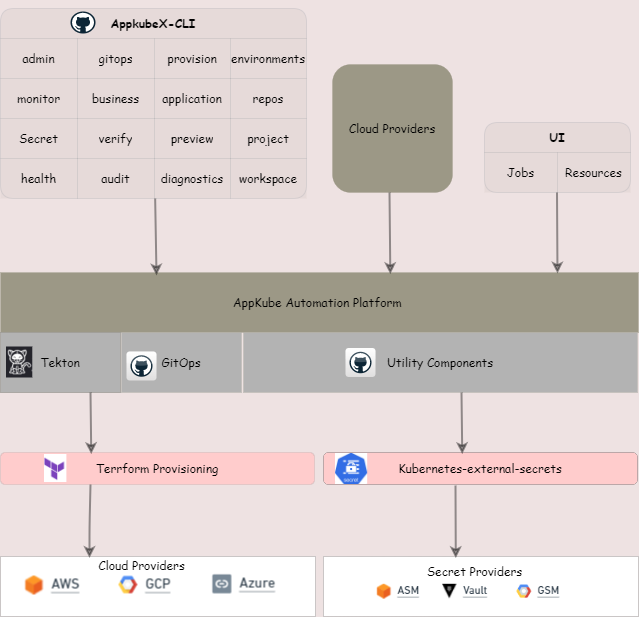 AppkubeX-CLI
admin gitops provision environments
monitor business application repos
Secret verify preview project
health audit diagnostics workspace
Cloud Providers
UI
Jobs Resources
AppKube Automation Platform
Tekton GitOps Utility Components
Terrform Provisioning
secret
Kubernetes-external-secrets
Cloud Providers
AWS GCP Azure
Secret Providers
ASM Vault GSM